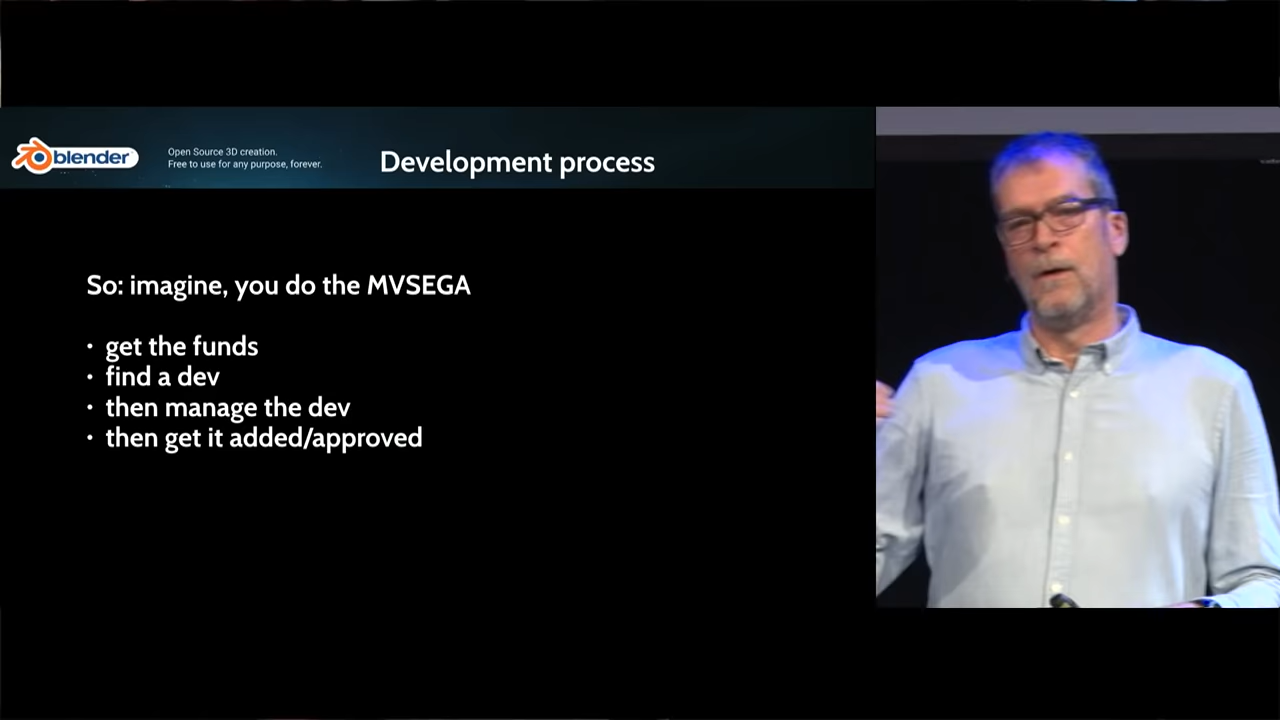 blender
Open Source 3D creation.
Free to use for any purpose, forever.
Development process
So: imagine, you do the MVSEGA
• get the funds
• find a dev
• then manage the dev
• then get it added/approved